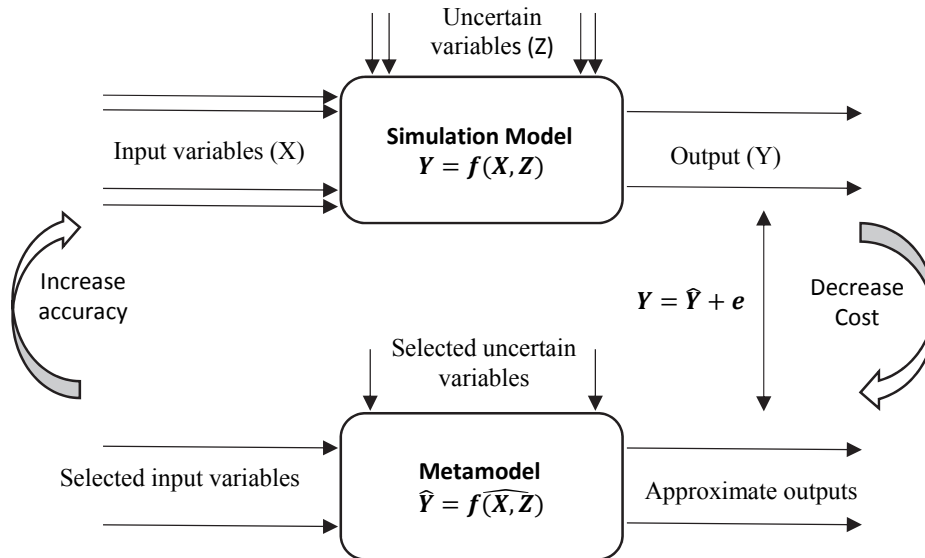 Uncertain
variables (Z)
Simulation Model
Y = f(X, Z)
Input variables (X)
Output (Y)
Increase
accuracy
Y = Ŷ + e
Decrease
Cost
Selected uncertain
variables
Metamodel
Ŷ = f(X, Z)̂
Selected input variables
Approximate outputs